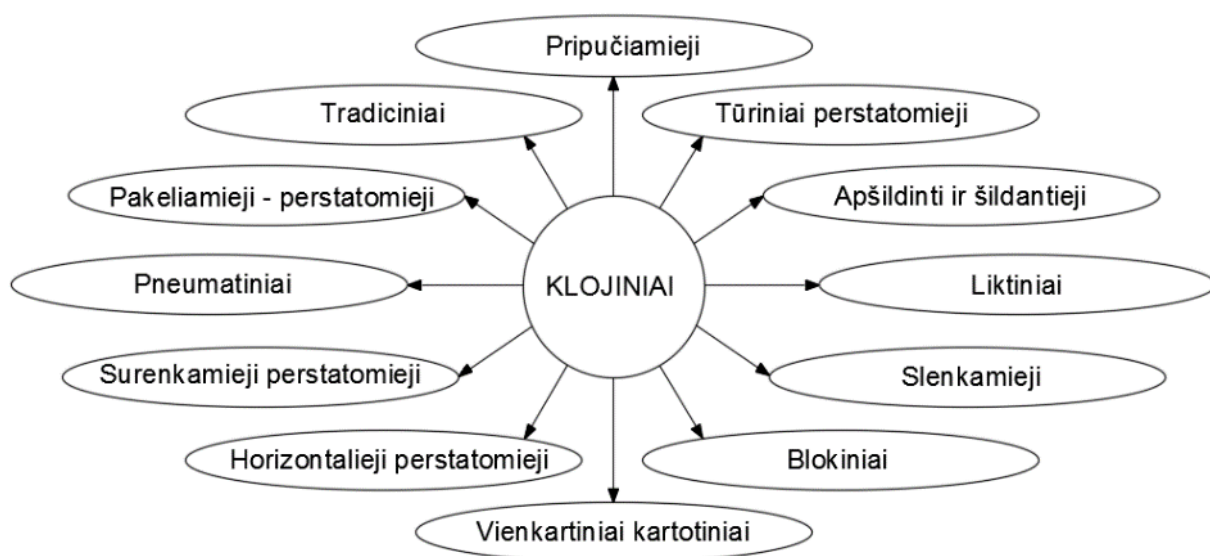 Pripučiamieji
Tradiciniai
Tūriniai perstatomieji
Pakeliamieji - perstatomieji
Apšildinti ir šildantieji
Pneumatiniai
KLOJINIAI
Liktiniai
Surenkamieji perstatomieji
Slenkamieji
Horizontalieji perstatomieji
Blokiniai
Vienkartiniai kartotiniai